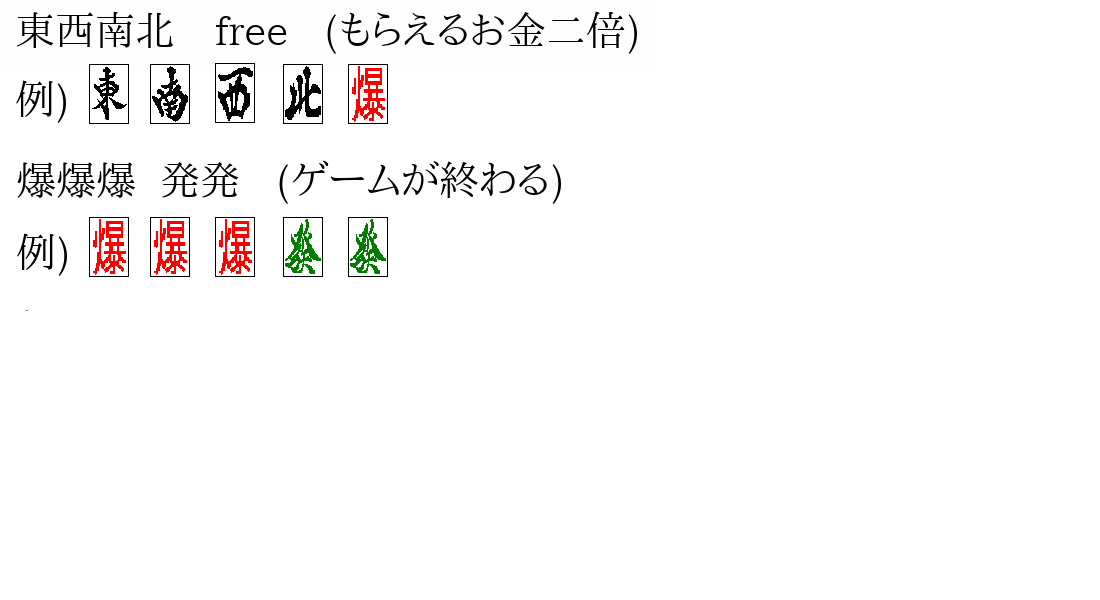 東西南北　free　(もらえるお金二倍)
例) 東 南 西 北 爆
爆爆爆　発発　(ゲームが終わる)
例) 爆 爆 爆 發 發